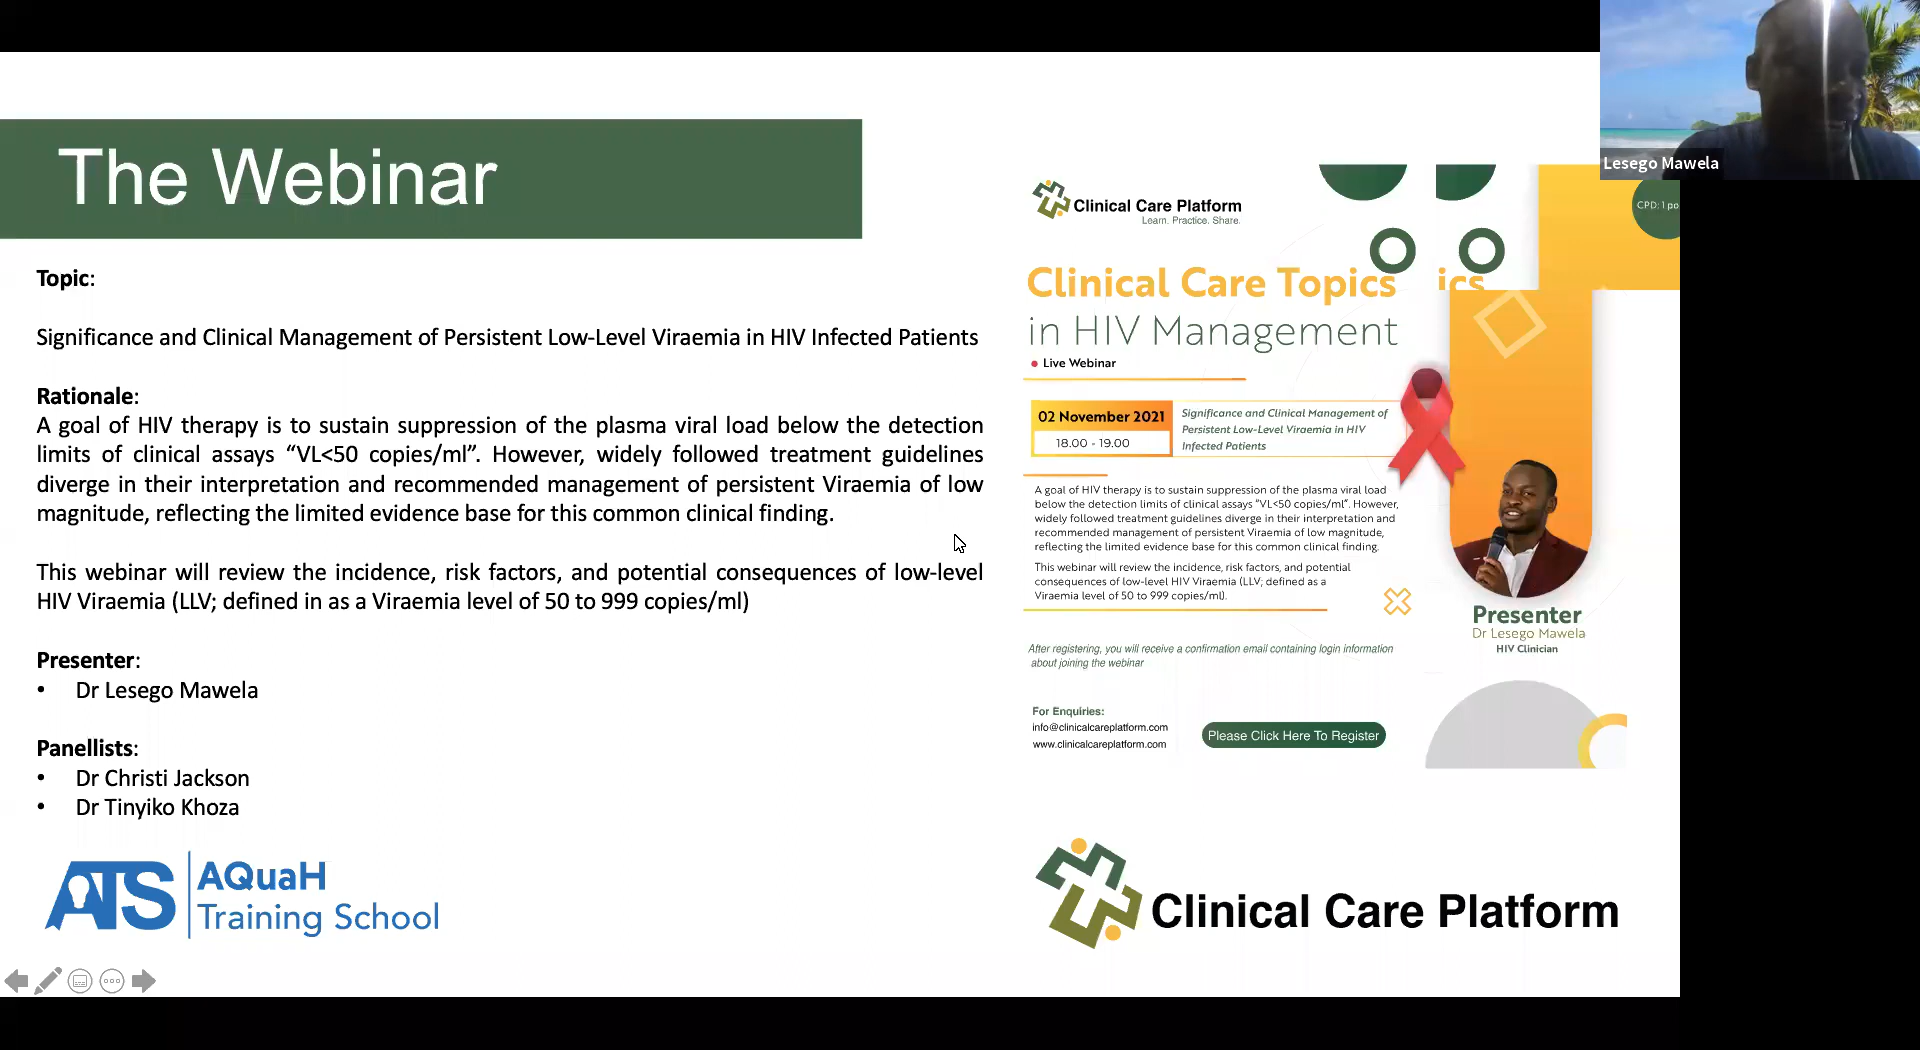 The Webinar
Topic:
Significance and Clinical Management of Persistent Low-Level Viraemia in HIV Infected Patients
Rationale:
A goal of HIV therapy is to sustain suppression of the plasma viral load below the detection
limits of clinical assays “VL<50 copies/ml”. However, widely followed treatment guidelines
diverge in their interpretation and recommended management of persistent Viraemia of low
magnitude, reflecting the limited evidence base for this common clinical finding.
This webinar will review the incidence, risk factors, and potential consequences of low-level
HIV Viraemia (LLV; defined in as a Viraemia level of 50 to 999 copies/ml)
Presenter:
• Dr Lesego Mawela
Panellists:
• Dr Christi Jackson
• Dr Tinyiko Khoza
ATS
AQuaH
Training School
Clinical Care Platform
Learn. Practice. Share.
CPD: 1 po
Clinical Care Topics
ics
in HIV Management
• Live Webinar
02 November 2021
18.00 - 19.00
Significance and Clinical Management of
Persistent Low-Level Viraemia in HIV
Infected Patients
A goal of HIV therapy is to sustain suppression of the plasma viral load
below the detection limits of clinical assays “VL<50 copies/ml”. However,
widely followed treatment guidelines diverge in their interpretation and
recommended management of persistent Viraemia of low magnitude,
reflecting the limited evidence base for this common clinical finding.
This webinar will review the incidence, risk factors, and potential
consequences of low-level HIV Viraemia (LLV; defined as a
Viraemia level of 50 to 999 copies/ml).
Presenter
Dr Lesego Mawela
HIV Clinician
After registering, you will receive a confirmation email containing login information
about joining the webinar
For Enquiries:
info@clinicalcareplatform.com
www.clinicalcareplatform.com
Please Click Here To Register
Clinical Care Platform
Lesego Mawela